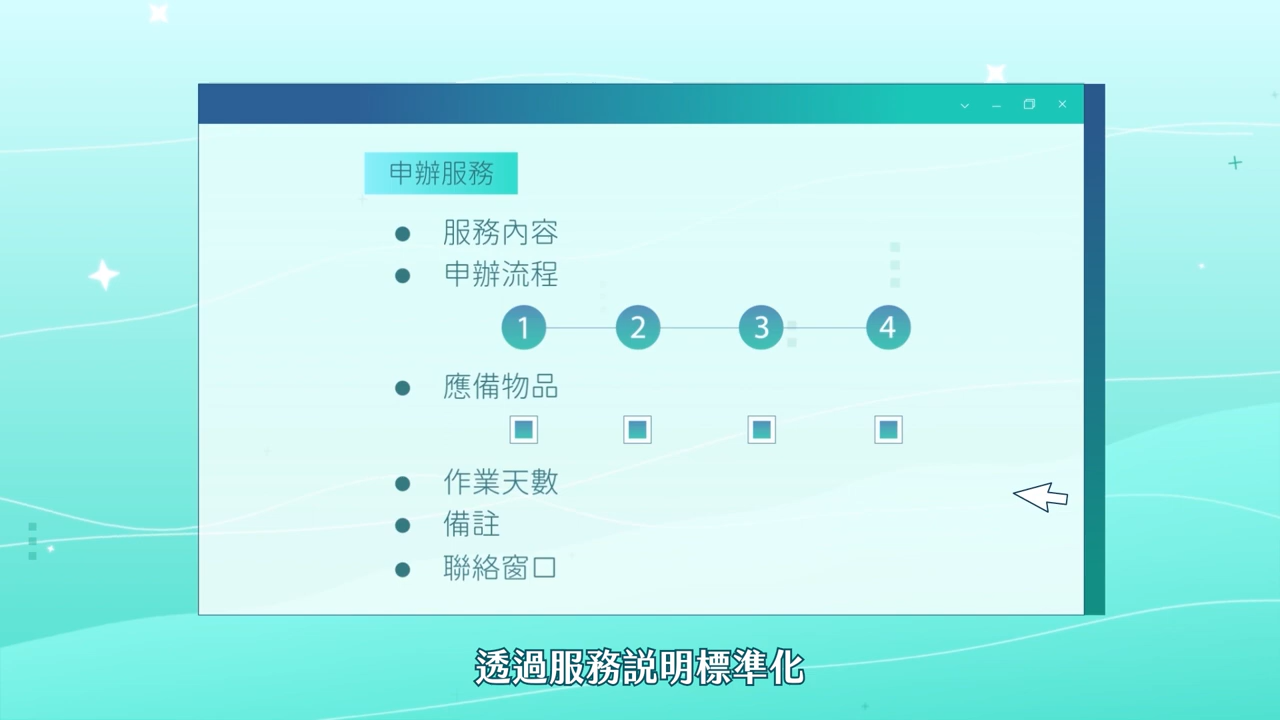 申辦服務
服務內容
申辦流程
1 2 3 4
應備物品
作業天數
備註
聯絡窗口
透過服務説明標準化